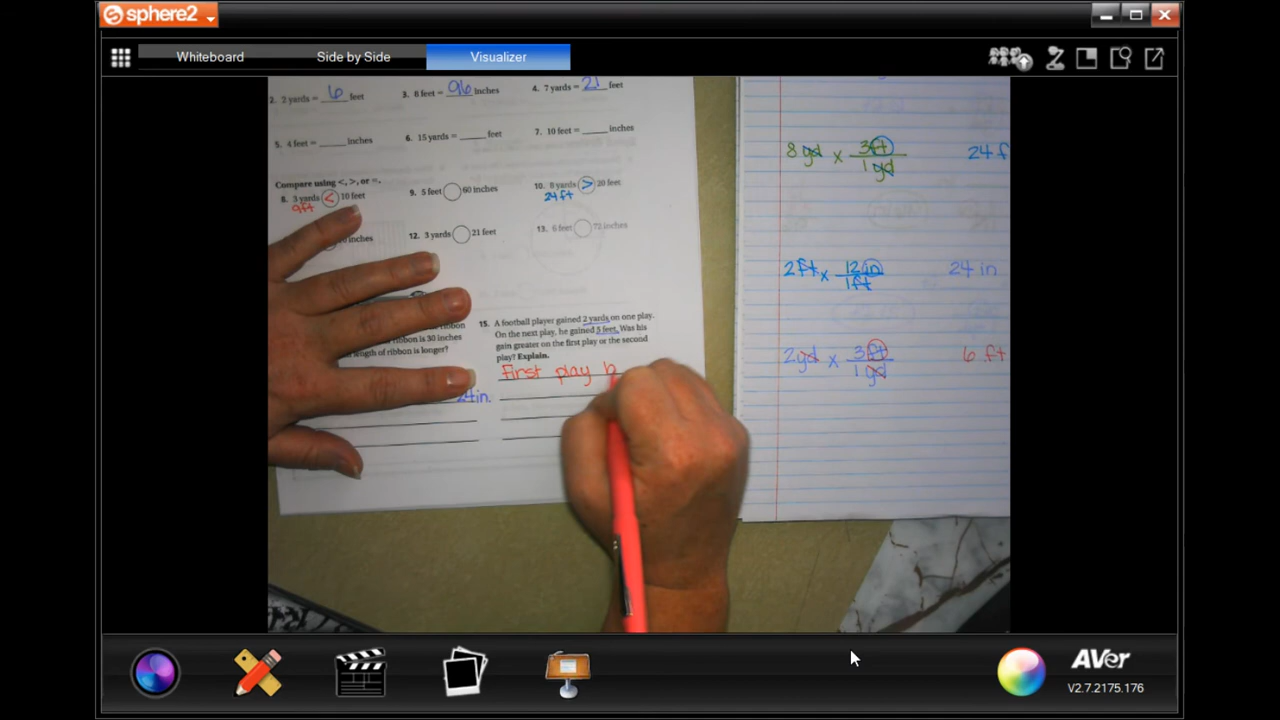 sphere2
Whiteboard Side by Side Visualizer
2. 2 yards = 6 feet
3. 8 feet = 96 inches
4. 7 yards = 21 feet
5. 4 feet = ______ inches
6. 15 yards = ______ feet
7. 10 feet = ______ inches
Compare using <, >, or =.
8. 3 yards < 10 feet
9ft
9. 5 feet 60 inches
10. 8 yards > 20 feet
24 ft
inches
12. 3 yards 21 feet
13. 6 feet 72 inches
ribbon is 30 inches
length of ribbon is longer?
24in.
15. A football player gained 2 yards on one play.
On the next play, he gained 5 feet. Was his
gain greater on the first play or the second
play? Explain.
First play b
8 yd x 3ft / 1 yd 24 f
2ft x 12in / 1ft 24 in
2yd x 3ft / 1yd 6 ft
AVer
V2.7.2175.176